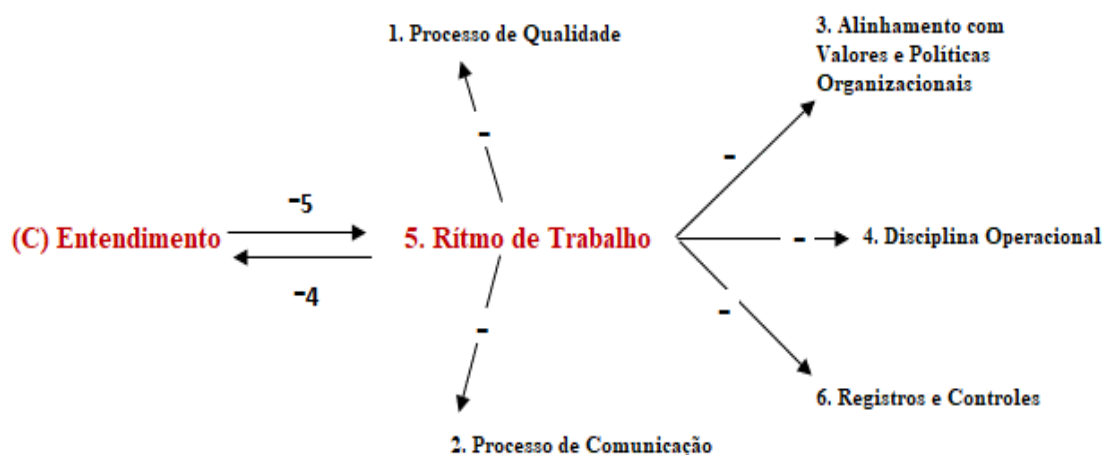 1. Processo de Qualidade
3. Alinhamento com
Valores e Políticas
Organizacionais
-
-
-5
(C) Entendimento
5. Rítmo de Trabalho
-
4. Disciplina Operacional
-4
-
-
6. Registros e Controles
2. Processo de Comunicação